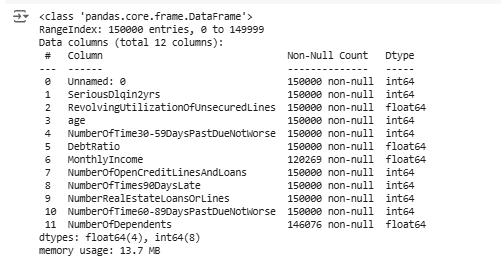 <class 'pandas.core.frame.DataFrame'>
RangeIndex: 150000 entries, 0 to 149999
Data columns (total 12 columns):
 #   Column                                Non-Null Count   Dtype
---  ------                                --------------   -----
 0   Unnamed: 0                            150000 non-null  int64
 1   SeriousDlqin2yrs                      150000 non-null  int64
 2   RevolvingUtilizationOfUnsecuredLines  150000 non-null  float64
 3   age                                   150000 non-null  int64
 4   NumberOfTime30-59DaysPastDueNotWorse  150000 non-null  int64
 5   DebtRatio                             150000 non-null  float64
 6   MonthlyIncome                         120269 non-null  float64
 7   NumberOfOpenCreditLinesAndLoans       150000 non-null  int64
 8   NumberOfTimes90DaysLate               150000 non-null  int64
 9   NumberRealEstateLoansOrLines          150000 non-null  int64
 10  NumberOfTime60-89DaysPastDueNotWorse  150000 non-null  int64
 11  NumberOfDependents                    146076 non-null  float64
dtypes: float64(4), int64(8)
memory usage: 13.7 MB